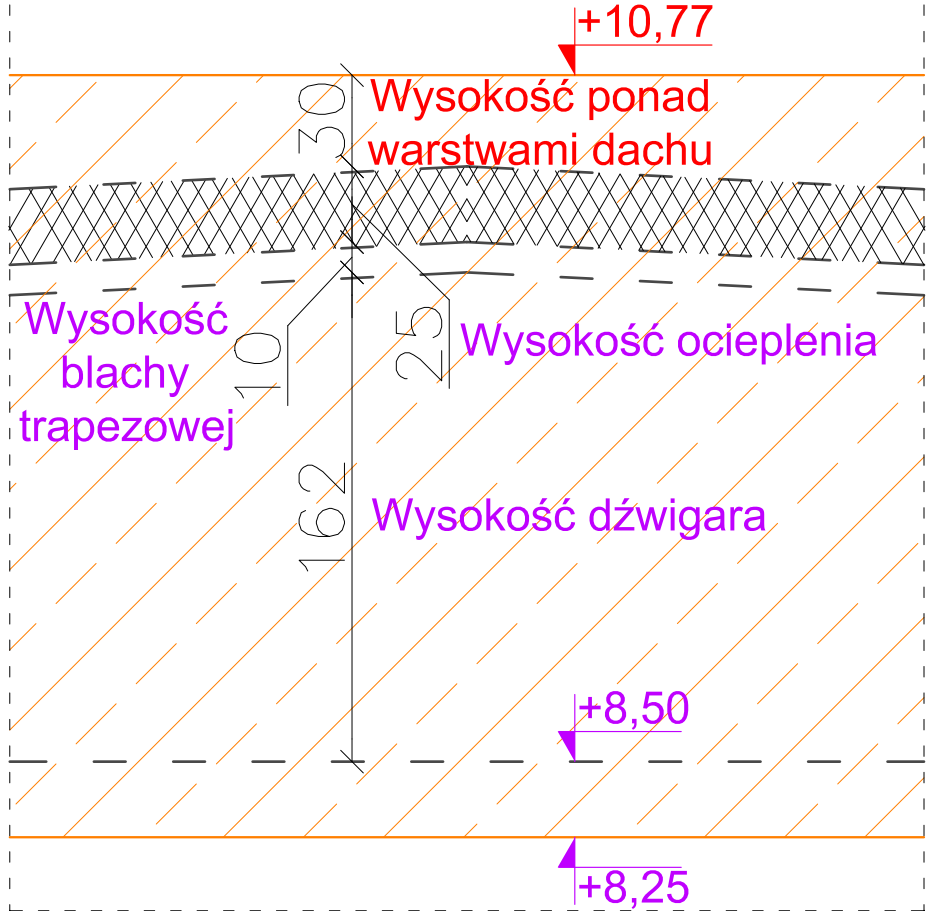 +10,77
30
Wysokość ponad
warstwami dachu
Wysokość
blachy
trapezowej
10
25
Wysokość ocieplenia
162
Wysokość dźwigara
+8,50
+8,25